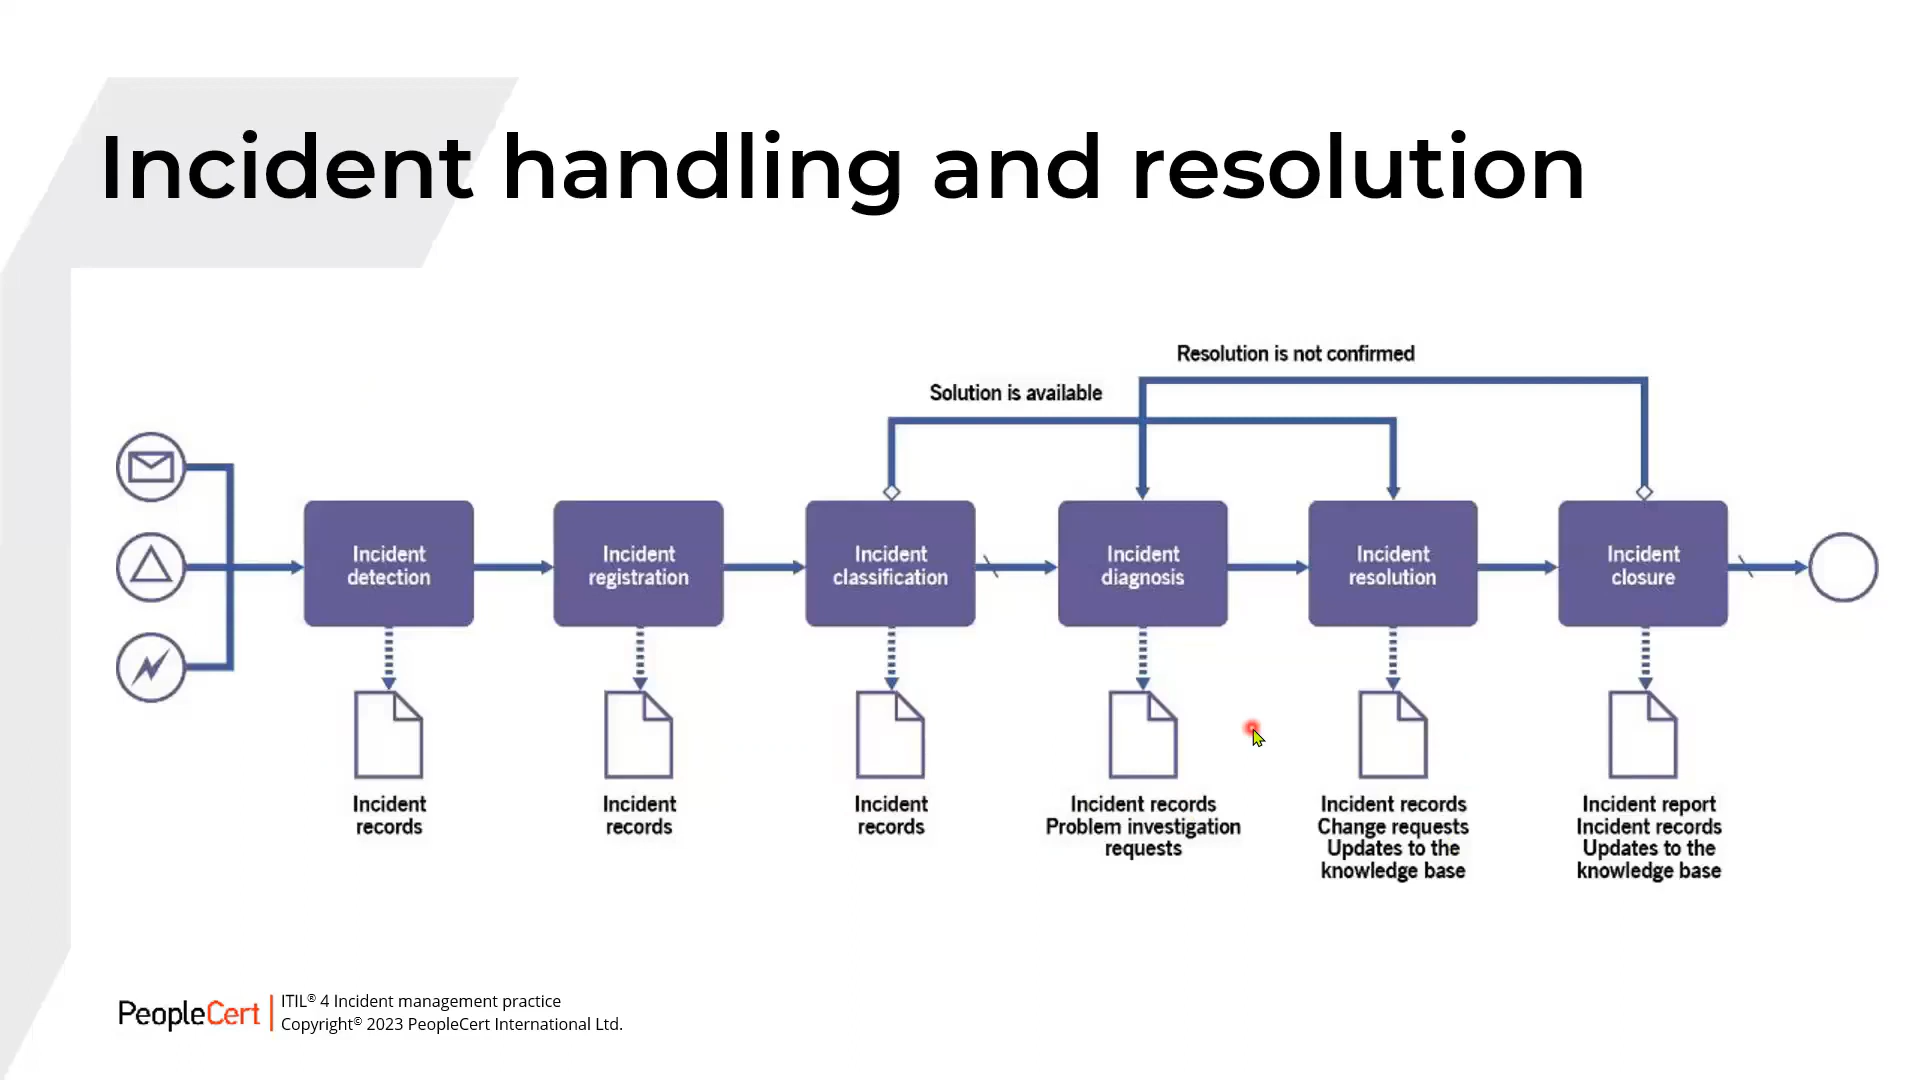 Incident handling and resolution
Resolution is not confirmed
Solution is available
Incident
detection
Incident
registration
Incident
classification
Incident
diagnosis
Incident
resolution
Incident
closure
Incident
records
Incident
records
Incident
records
Incident records
Problem investigation
requests
Incident records
Change requests
Updates to the
knowledge base
Incident report
Incident records
Updates to the
knowledge base
PeopleCert
ITIL® 4 Incident management practice
Copyright© 2023 PeopleCert International Ltd.